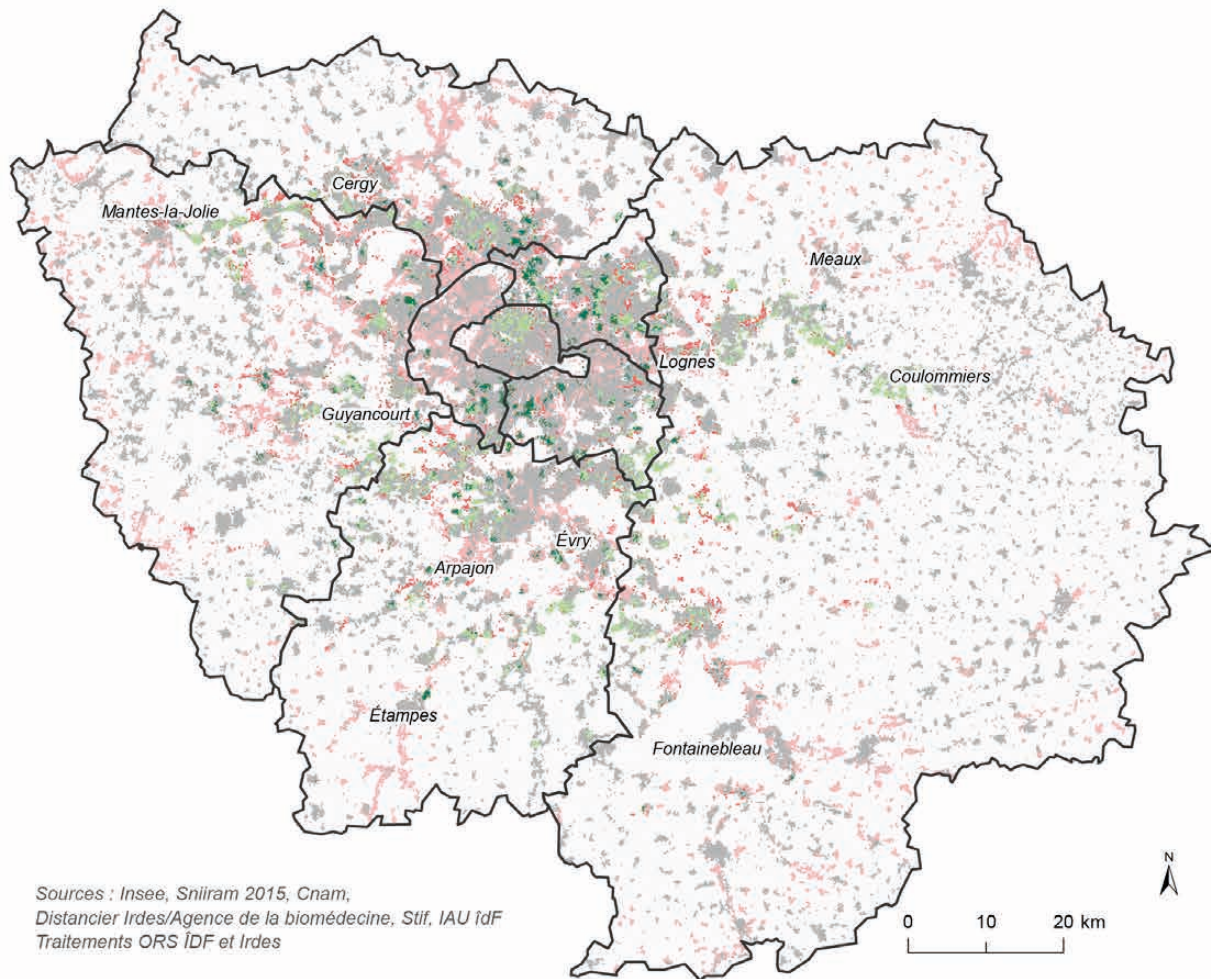 Cergy
Mantes-la-Jolie
Meaux
Lognes
Coulommiers
Guyancourt
Évry
Arpajon
Étampes
Fontainebleau
N
Sources : Insee, Sniiram 2015, Cnam,
Distancier Irdes/Agence de la biomédecine, Stif, IAU îdF
Traitements ORS ÎDF et Irdes
0 10 20 km